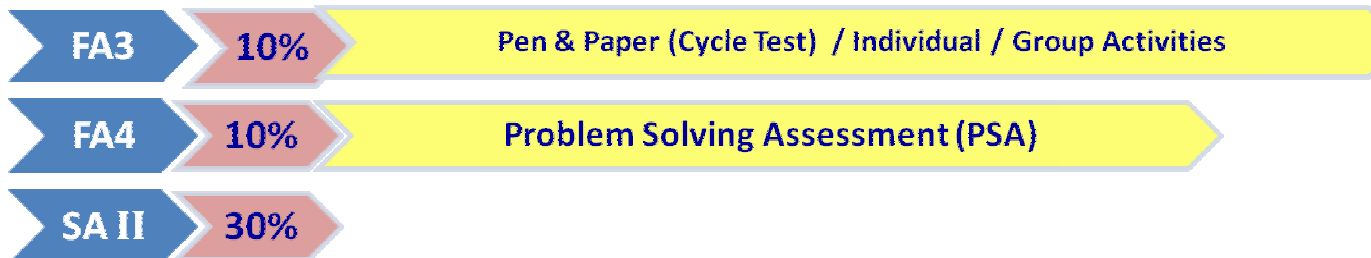 FA3 10% Pen & Paper (Cycle Test) / Individual / Group Activities
FA4 10% Problem Solving Assessment (PSA)
SA II 30%